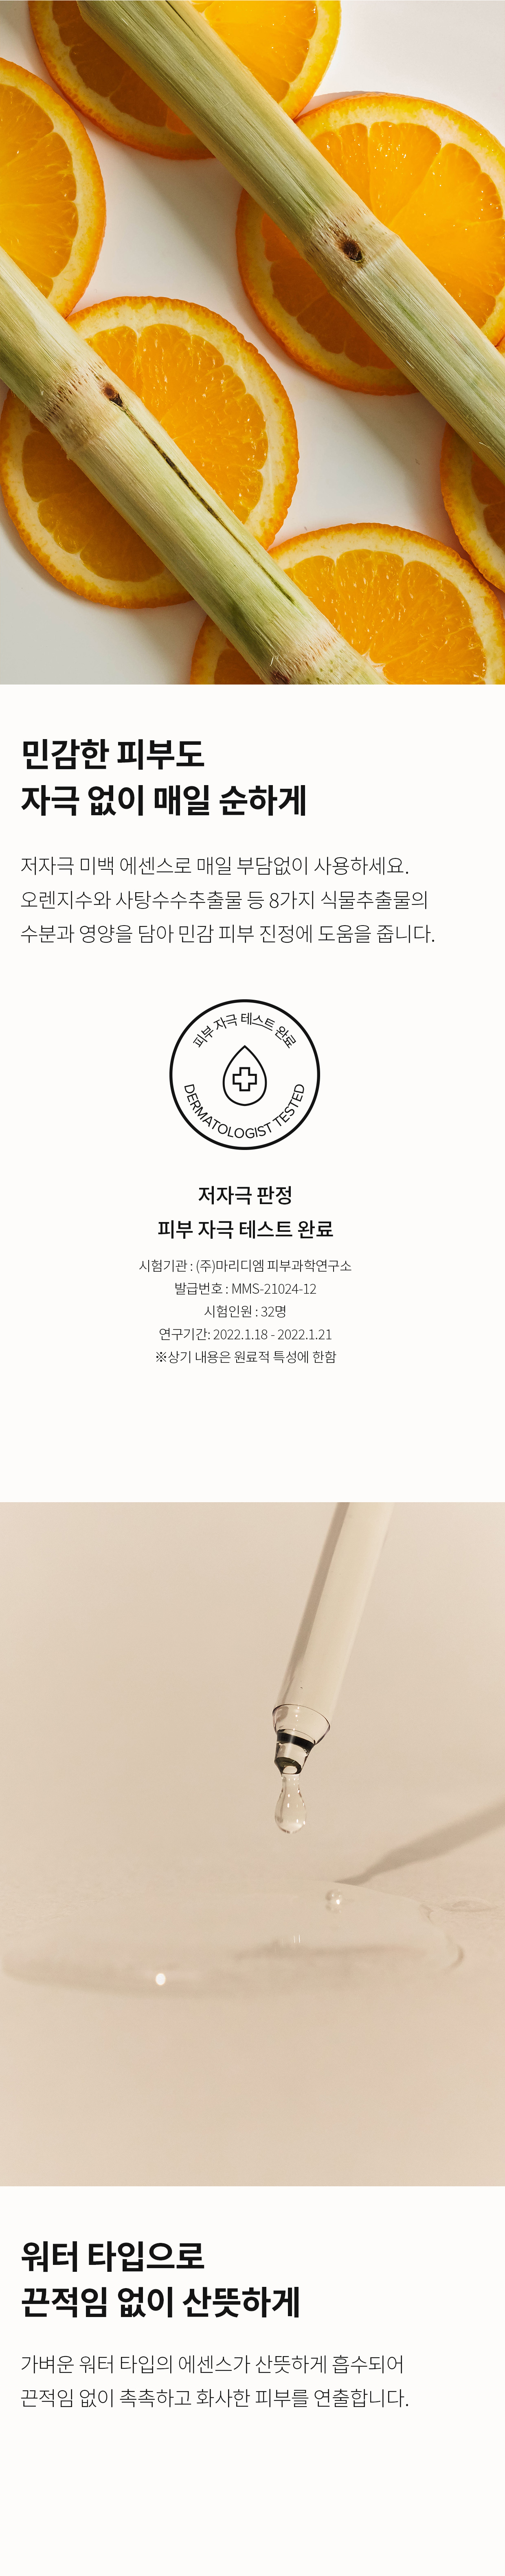 민감한 피부도
자극 없이 매일 순하게
저자극 미백 에센스로 매일 부담없이 사용하세요.
오렌지수와 사탕수수추출물 등 8가지 식물추출물의
수분과 영양을 담아 민감 피부 진정에 도움을 줍니다.
피부 자극 테스트 완료
DERMATOLOGIST TESTED
저자극 판정
피부 자극 테스트 완료
시험기관 : (주)마리디엠 피부과학연구소
발급번호 : MMS-21024-12
시험인원 : 32명
연구기간: 2022.1.18 - 2022.1.21
※상기 내용은 원료적 특성에 한함
워터 타입으로
끈적임 없이 산뜻하게
가벼운 워터 타입의 에센스가 산뜻하게 흡수되어
끈적임 없이 촉촉하고 화사한 피부를 연출합니다.